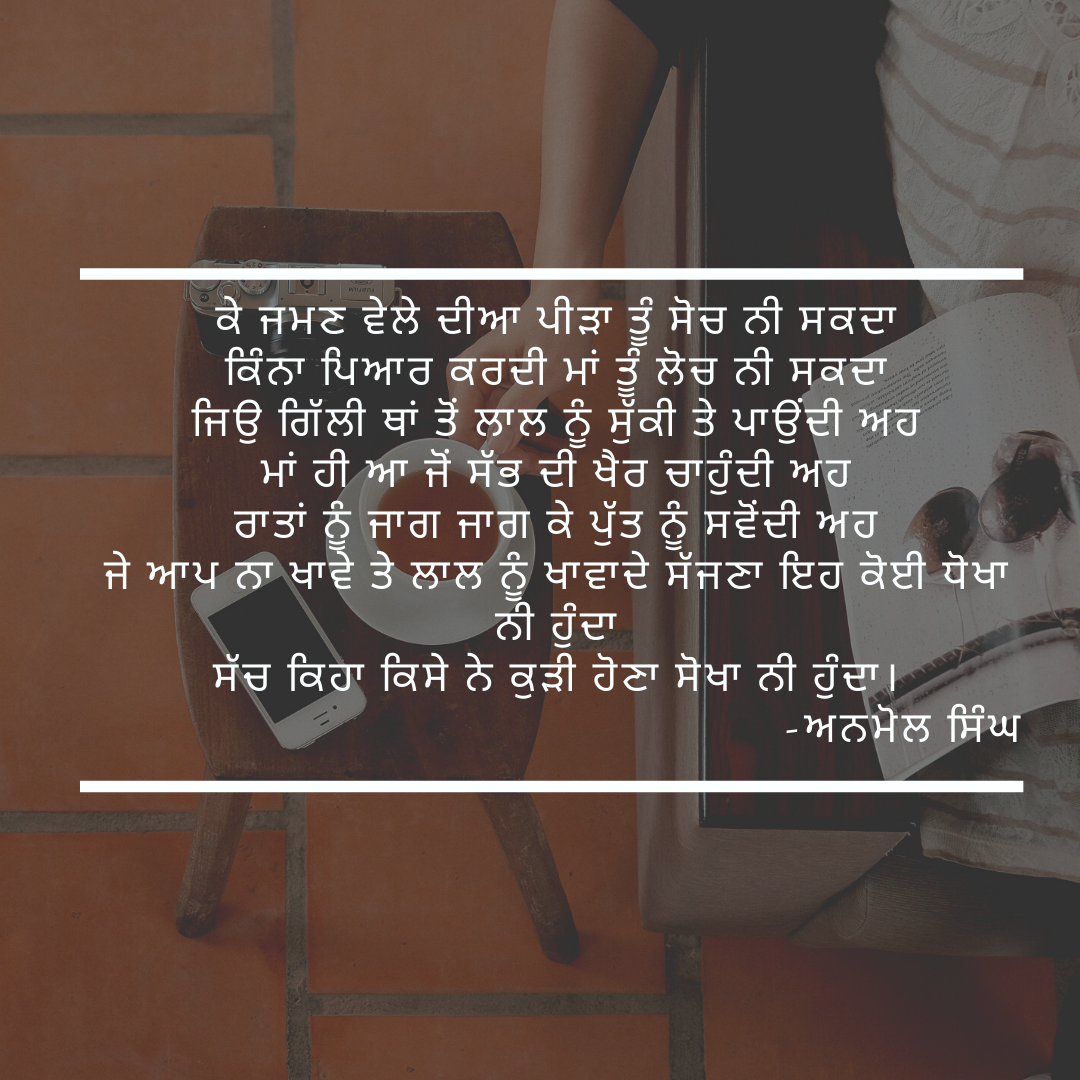 ਕੇ ਜਮਣ ਵੇਲੇ ਦੀਆ ਪੀੜਾ ਤੂੰ ਸੋਚ ਨੀ ਸਕਦਾ
ਕਿੰਨਾ ਪਿਆਰ ਕਰਦੀ ਮਾਂ ਤੂੰ ਲੋਚ ਨੀ ਸਕਦਾ
ਜਿਉ ਗਿੱਲੀ ਥਾਂ ਤੋਂ ਲਾਲ ਨੂੰ ਸੁੱਕੀ ਤੇ ਪਾਉਂਦੀ ਅਹ
ਮਾਂ ਹੀ ਆ ਜੋਂ ਸੱਭ ਦੀ ਖੈਰ ਚਾਹੁੰਦੀ ਅਹ
ਰਾਤਾਂ ਨੂੰ ਜਾਗ ਜਾਗ ਕੇ ਪੁੱਤ ਨੂੰ ਸਵੋਂਦੀ ਅਹ
ਜੇ ਆਪ ਨਾ ਖਾਵੇ ਤੇ ਲਾਲ ਨੂੰ ਖਾਵਾਦੇ ਸੱਜਣਾ ਇਹ ਕੋਈ ਧੋਖਾ
ਨੀ ਹੁੰਦਾ
ਸੱਚ ਕਿਹਾ ਕਿਸੇ ਨੇ ਕੁੜੀ ਹੋਣਾ ਸੋਖਾ ਨੀ ਹੁੰਦਾ।
-ਅਨਮੋਲ ਸਿੰਘ